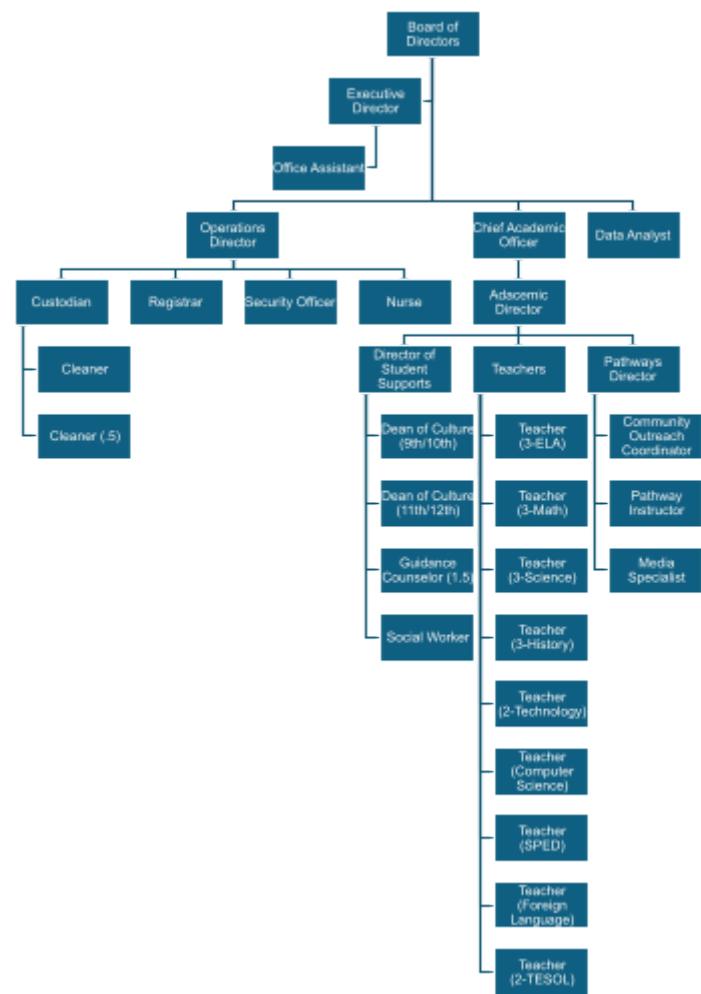 Board of
Directors
Executive
Director
Office Assistant
Operations
Director
Chief Academic
Officer
Data Analyst
Custodian
Registrar
Security Officer
Nurse
Adacemic
Director
Cleaner
Cleaner (.5)
Director of
Student
Supports
Teachers
Pathways
Director
Dean of Culture
(9th/10th)
Teacher
(3-ELA)
Community
Outreach
Coordinator
Dean of Culture
(11th/12th)
Teacher
(3-Math)
Pathway
Instructor
Guidance
Counselor (1.5)
Teacher
(3-Science)
Media
Specialist
Social Worker
Teacher
(3-History)
Teacher
(2-Technology)
Teacher
(Computer
Science)
Teacher
(SPED)
Teacher
(Foreign
Language)
Teacher
(2-TESOL)